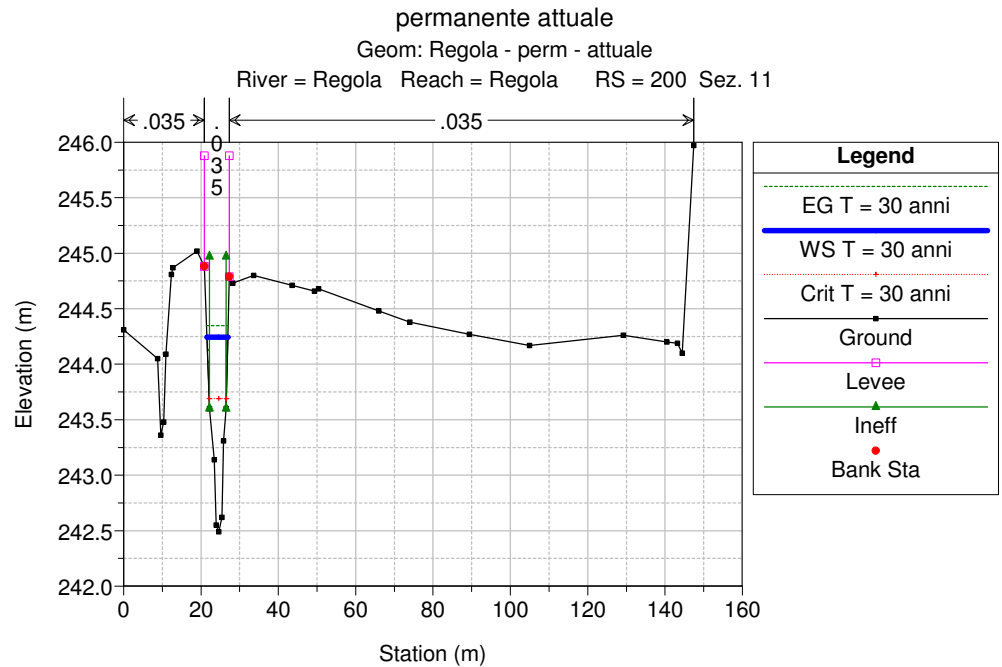 permanente attuale
Geom: Regola - perm - attuale
River = Regola Reach = Regola RS = 200 Sez. 11
.035
.035
.035
246.0
245.5
245.0
244.5
244.0
243.5
243.0
242.5
242.0
Elevation (m)
0
20
40
60
80
100
120
140
160
Station (m)
Legend
EG T = 30 anni
WS T = 30 anni
Crit T = 30 anni
Ground
Levee
Ineff
Bank Sta